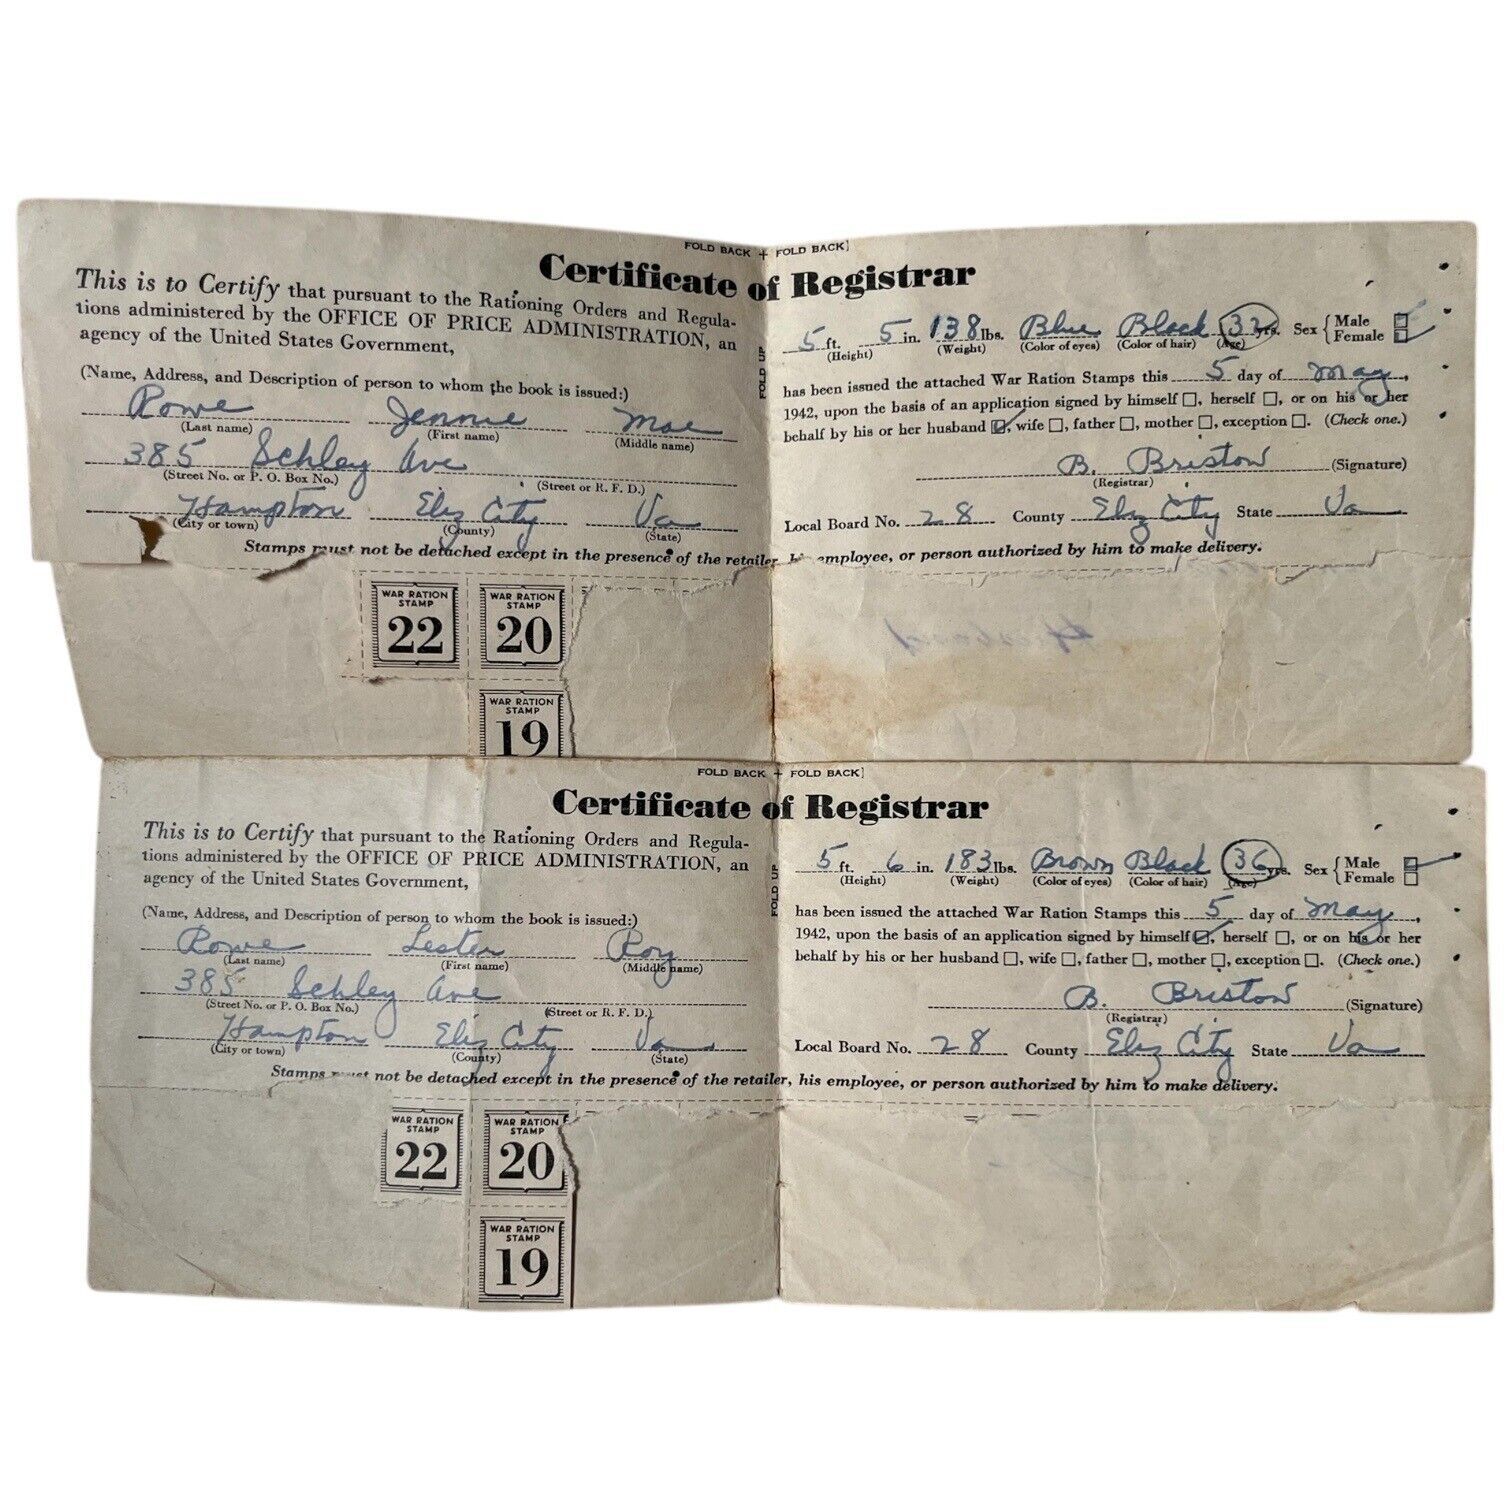 FOLD BACK + FOLD BACK]
Certificate of Registrar
This is to Certify that pursuant to the Rationing Orders and Regula-
tions administered by the OFFICE OF PRICE ADMINISTRATION, an
agency of the United States Government,
(Name, Address, and Description of person to whom the book is issued:)
Rowe Jennie Mae
(Last name) (First name) (Middle name)
385 Schley Ave
(Street No. or P. O. Box No.) (Street or R. F. D.)
Hampton Eliz City Va
(City or town) (County) (State)
FOLD UP
5 ft. 5 in. 138 lbs. Blue Black 32 yrs. Sex { Male
Female
(Height) (Weight) (Color of eyes) (Color of hair) (Age)
has been issued the attached War Ration Stamps this 5 day of May,
1942, upon the basis of an application signed by himself ☐, herself ☐, or on his or her
behalf by his or her husband ☑, wife ☐, father ☐, mother ☐, exception ☐. (Check one.)
B. Briston (Signature)
(Registrar)
Local Board No. 28 County Eliz City State Va
Stamps must not be detached except in the presence of the retailer, his employee, or person authorized by him to make delivery.
WAR RATION
STAMP
22
WAR RATION
STAMP
20
WAR RATION
STAMP
19
FOLD BACK + FOLD BACK]
Certificate of Registrar
This is to Certify that pursuant to the Rationing Orders and Regula-
tions administered by the OFFICE OF PRICE ADMINISTRATION, an
agency of the United States Government,
(Name, Address, and Description of person to whom the book is issued:)
Rowe Lester Roy
(Last name) (First name) (Middle name)
385 Schley Ave
(Street No. or P. O. Box No.) (Street or R. F. D.)
Hampton Eliz City Va
(City or town) (County) (State)
FOLD UP
5 ft. 6 in. 183 lbs. Brown Black 36 yrs. Sex { Male
Female
(Height) (Weight) (Color of eyes) (Color of hair) (Age)
has been issued the attached War Ration Stamps this 5 day of May,
1942, upon the basis of an application signed by himself ☑, herself ☐, or on his or her
behalf by his or her husband ☐, wife ☐, father ☐, mother ☐, exception ☐. (Check one.)
B. Briston (Signature)
(Registrar)
Local Board No. 28 County Eliz City State Va
Stamps must not be detached except in the presence of the retailer, his employee, or person authorized by him to make delivery.
WAR RATION
STAMP
22
WAR RATION
STAMP
20
WAR RATION
STAMP
19